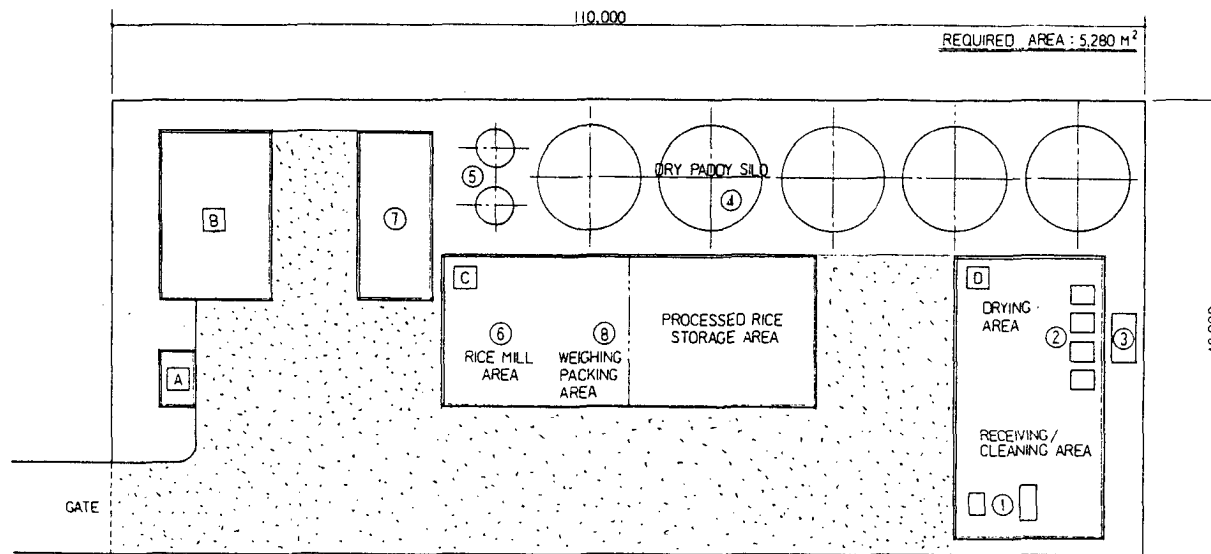 110,000
REQUIRED AREA : 5,280 M²
DRY PADDY SILO
5
4
B
7
C
D
DRYING
AREA
PROCESSED RICE
STORAGE AREA
6
8
2
3
RICE MILL
AREA
WEIGHING
PACKING
AREA
A
RECEIVING/
CLEANING AREA
GATE
1